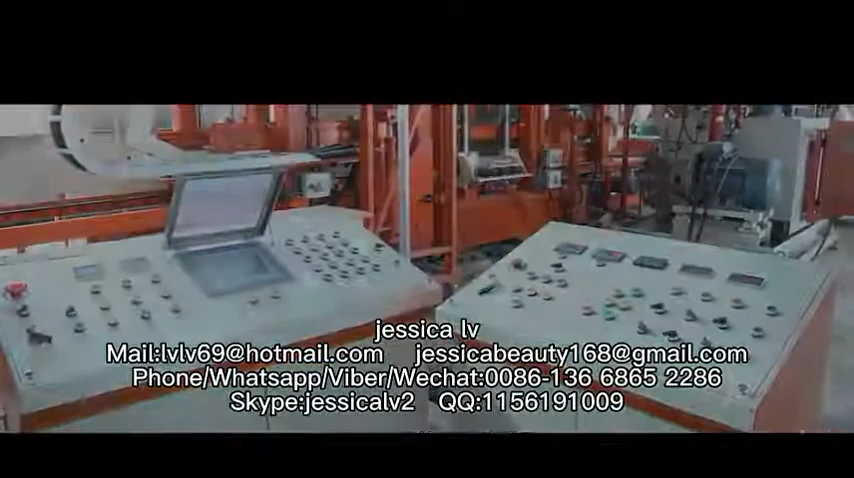 jessica lv
Mail:lvlv69@hotmail.com jessicabeauty168@gmail.com
Phone/Whatsapp/Viber/Wechat:0086-136 6865 2286
Skype:jessicalv2 QQ:1156191009